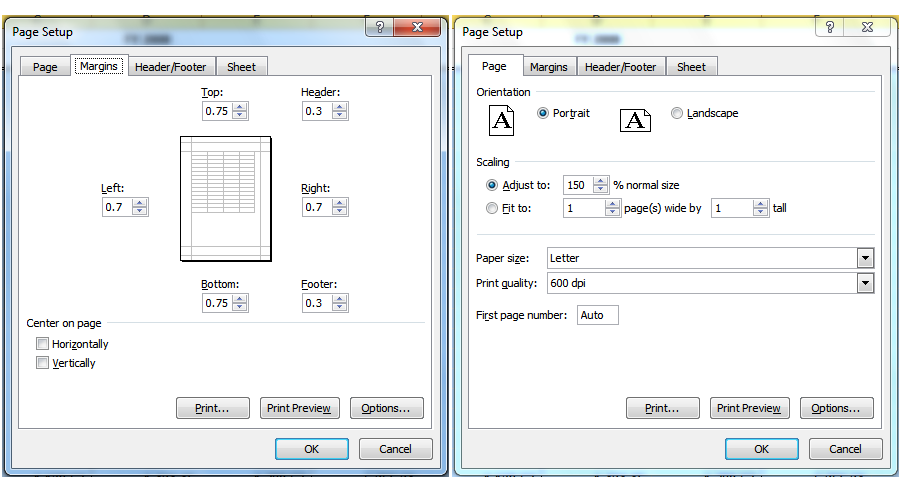 Page Setup
Page Margins Header/Footer Sheet
Top: Header:
0.75 0.3
Left: Right:
0.7 0.7
Bottom: Footer:
0.75 0.3
Center on page
Horizontally
Vertically
Print... Print Preview Options...
OK Cancel
Page Setup
Page Margins Header/Footer Sheet
Orientation
A Portrait A Landscape
Scaling
Adjust to: 150 % normal size
Fit to: 1 page(s) wide by 1 tall
Paper size: Letter
Print quality: 600 dpi
First page number: Auto
Print... Print Preview Options...
OK Cancel